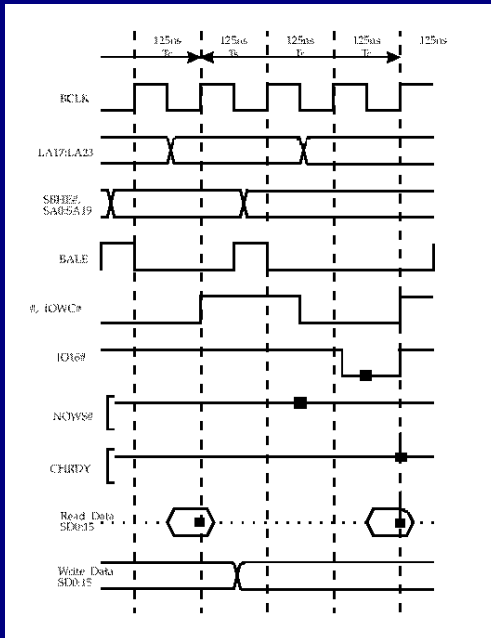 125ns 125ns 125ns 125ns 125ns
Tc Ts Tc Tc
BCLK
LA17:LA23
SBHE#,
SA0:SA19
BALE
#, IOWC#
IO16#
NOWS#
CHRDY
Read Data
SD0:15
Write Data
SD0:15